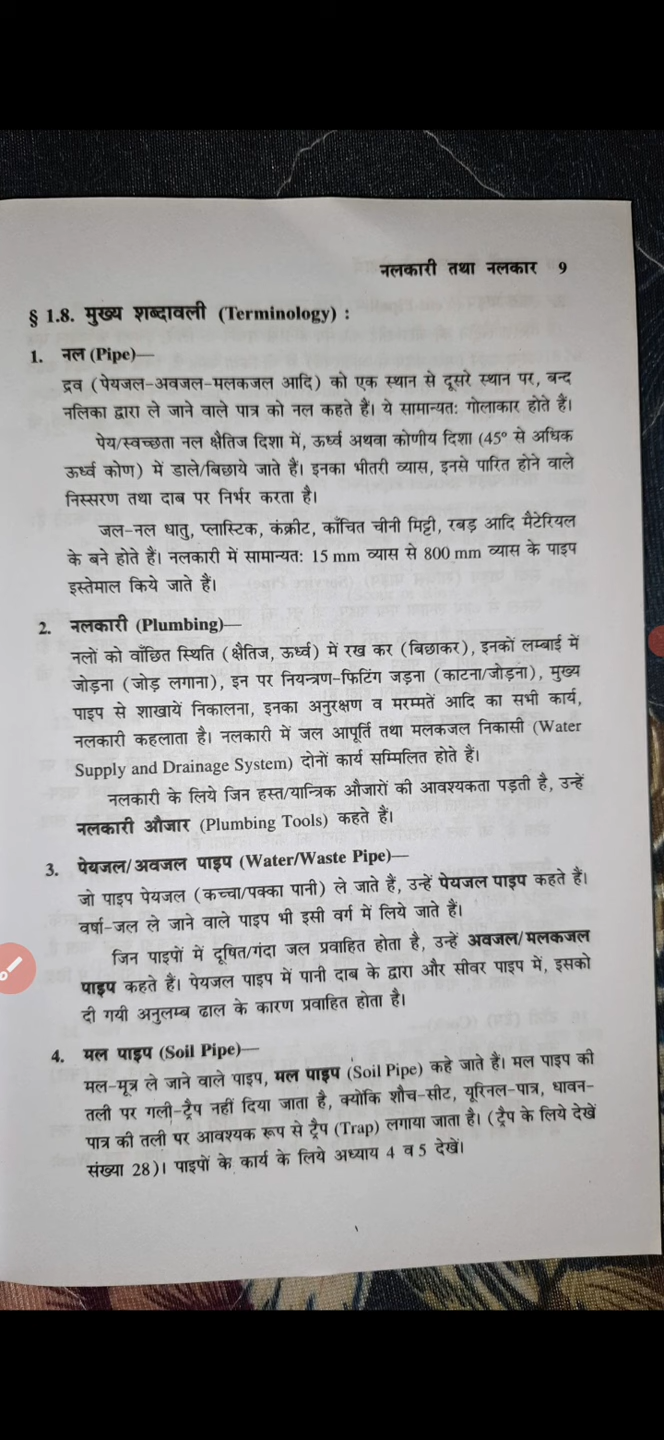 नलकारी तथा नलकार 9
§ 1.8. मुख्य शब्दावली (Terminology) :
1. नल (Pipe)—
द्रव (पेयजल-अवजल-मलकजल आदि) को एक स्थान से दूसरे स्थान पर, बन्द
नलिका द्वारा ले जाने वाले पात्र को नल कहते हैं। ये सामान्यत: गोलाकार होते हैं।
पेय/स्वच्छता नल क्षैतिज दिशा में, ऊर्ध्व अथवा कोणीय दिशा (45° से अधिक
ऊर्ध्व कोण) में डाले/बिछाये जाते हैं। इनका भीतरी व्यास, इनसे पारित होने वाले
निस्सरण तथा दाब पर निर्भर करता है।
जल-नल धातु, प्लास्टिक, कंक्रीट, काँचित चीनी मिट्टी, रबड़ आदि मैटेरियल
के बने होते हैं। नलकारी में सामान्यत: 15 mm व्यास से 800 mm व्यास के पाइप
इस्तेमाल किये जाते हैं।
2. नलकारी (Plumbing)—
नलों को वाँछित स्थिति (क्षैतिज, ऊर्ध्व) में रख कर (बिछाकर), इनकों लम्बाई में
जोड़ना (जोड़ लगाना), इन पर नियन्त्रण-फिटिंग जड़ना (काटना/जोड़ना), मुख्य
पाइप से शाखायें निकालना, इनका अनुरक्षण व मरम्मतें आदि का सभी कार्य,
नलकारी कहलाता है। नलकारी में जल आपूर्ति तथा मलकजल निकासी (Water
Supply and Drainage System) दोनों कार्य सम्मिलित होते हैं।
नलकारी के लिये जिन हस्त/यान्त्रिक औजारों की आवश्यकता पड़ती है, उन्हें
नलकारी औजार (Plumbing Tools) कहते हैं।
3. पेयजल/अवजल पाइप (Water/Waste Pipe)—
जो पाइप पेयजल (कच्चा/पक्का पानी) ले जाते हैं, उन्हें पेयजल पाइप कहते हैं।
वर्षा-जल ले जाने वाले पाइप भी इसी वर्ग में लिये जाते हैं।
जिन पाइपों में दूषित/गंदा जल प्रवाहित होता है, उन्हें अवजल/मलकजल
पाइप कहते हैं। पेयजल पाइप में पानी दाब के द्वारा और सीवर पाइप में, इसको
दी गयी अनुलम्ब ढाल के कारण प्रवाहित होता है।
4. मल पाइप (Soil Pipe)—
मल-मूत्र ले जाने वाले पाइप, मल पाइप (Soil Pipe) कहे जाते हैं। मल पाइप की
तली पर गली-ट्रैप नहीं दिया जाता है, क्योंकि शौच-सीट, यूरिनल-पात्र, धावन-
पात्र की तली पर आवश्यक रूप से ट्रैप (Trap) लगाया जाता है। (ट्रैप के लिये देखें
संख्या 28)। पाइपों के कार्य के लिये अध्याय 4 व 5 देखें।